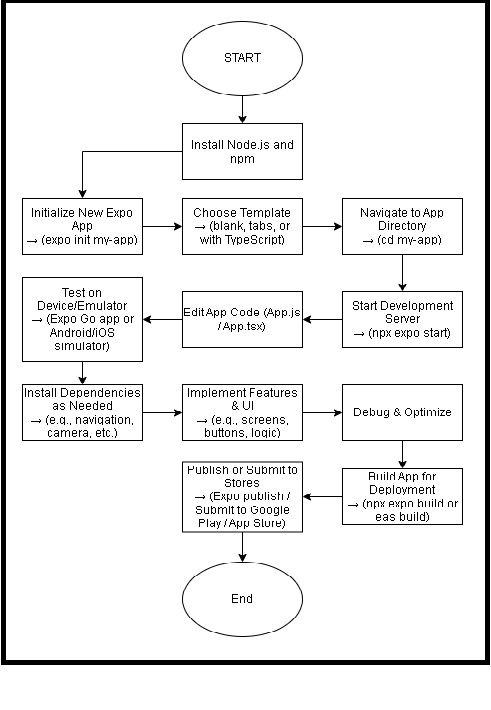 START
Install Node.js and
npm
Initialize New Expo
App
→ (expo init my-app)
Choose Template
→ (blank, tabs, or
with TypeScript)
Navigate to App
Directory
→ (cd my-app)
Start Development
Server
→ (npx expo start)
Edit App Code (App.js
/ App.tsx)
Test on
Device/Emulator
→ (Expo Go app or
Android/iOS
simulator)
Install Dependencies
as Needed
→ (e.g., navigation,
camera, etc.)
Implement Features
& UI
→ (e.g., screens,
buttons, logic)
Debug & Optimize
Build App for
Deployment
→ (npx expo build or
eas build)
Publish or Submit to
Stores
→ (Expo publish /
Submit to Google
Play / App Store)
End